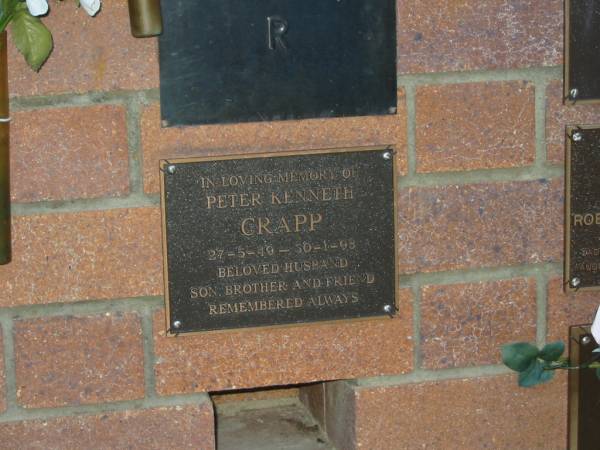 R
IN LOVING MEMORY OF
PETER KENNETH
CRAPP
27-5-49 - 30-1-98
BELOVED HUSBAND
SON, BROTHER AND FRIEND
REMEMBERED ALWAYS